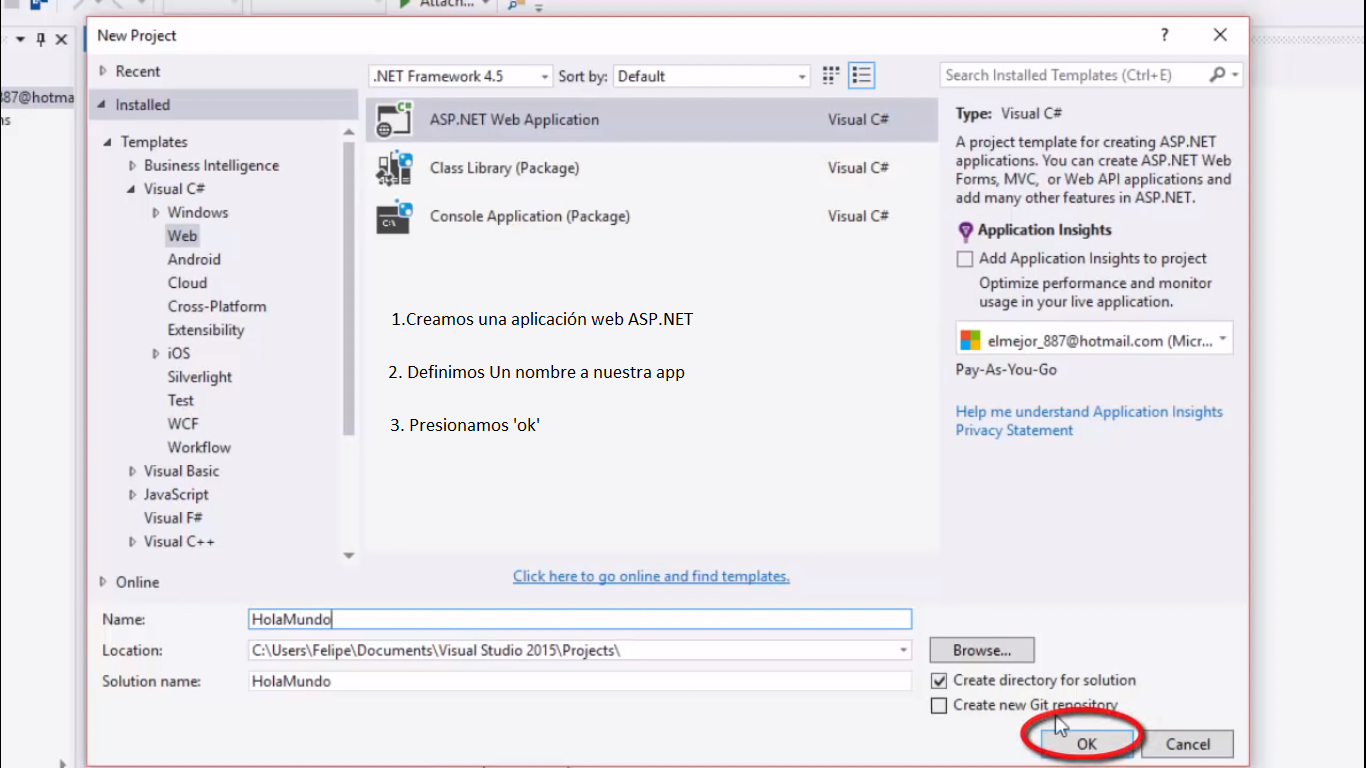 Attach...
New Project
?
887@hotma
ns
Recent
Installed
Templates
Business Intelligence
Visual C#
Windows
Web
Android
Cloud
Cross-Platform
Extensibility
iOS
Silverlight
Test
WCF
Workflow
Visual Basic
JavaScript
Visual F#
Visual C++
Online
.NET Framework 4.5
Sort by: Default
Search Installed Templates (Ctrl+E)
C#
ASP.NET Web Application Visual C#
Class Library (Package) Visual C#
C:\
Console Application (Package) Visual C#
1.Creamos una aplicación web ASP.NET
2. Definimos Un nombre a nuestra app
3. Presionamos 'ok'
Click here to go online and find templates.
Type: Visual C#
A project template for creating ASP.NET
applications. You can create ASP.NET Web
Forms, MVC, or Web API applications and
add many other features in ASP.NET.
Application Insights
Add Application Insights to project
Optimize performance and monitor
usage in your live application.
elmejor_887@hotmail.com (Micr...
Pay-As-You-Go
Help me understand Application Insights
Privacy Statement
Name: HolaMundo
Location: C:\Users\Felipe\Documents\Visual Studio 2015\Projects\
Browse...
Solution name: HolaMundo
Create directory for solution
Create new Git repository
OK
Cancel